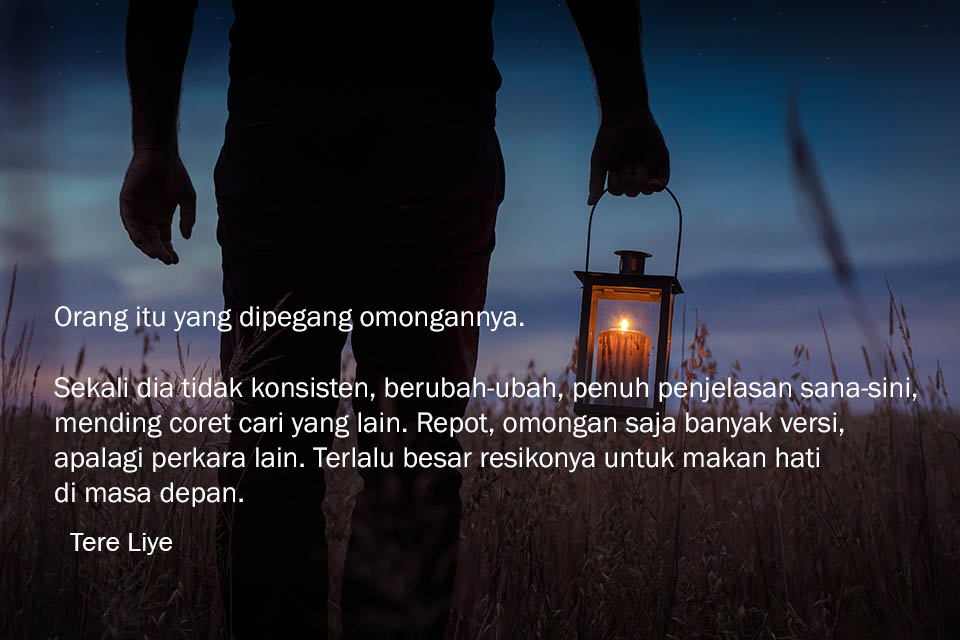 Orang itu yang dipegang omongannya.
Sekali dia tidak konsisten, berubah-ubah, penuh penjelasan sana-sini,
mending coret cari yang lain. Repot, omongan saja banyak versi,
apalagi perkara lain. Terlalu besar resikonya untuk makan hati
di masa depan.
Tere Liye